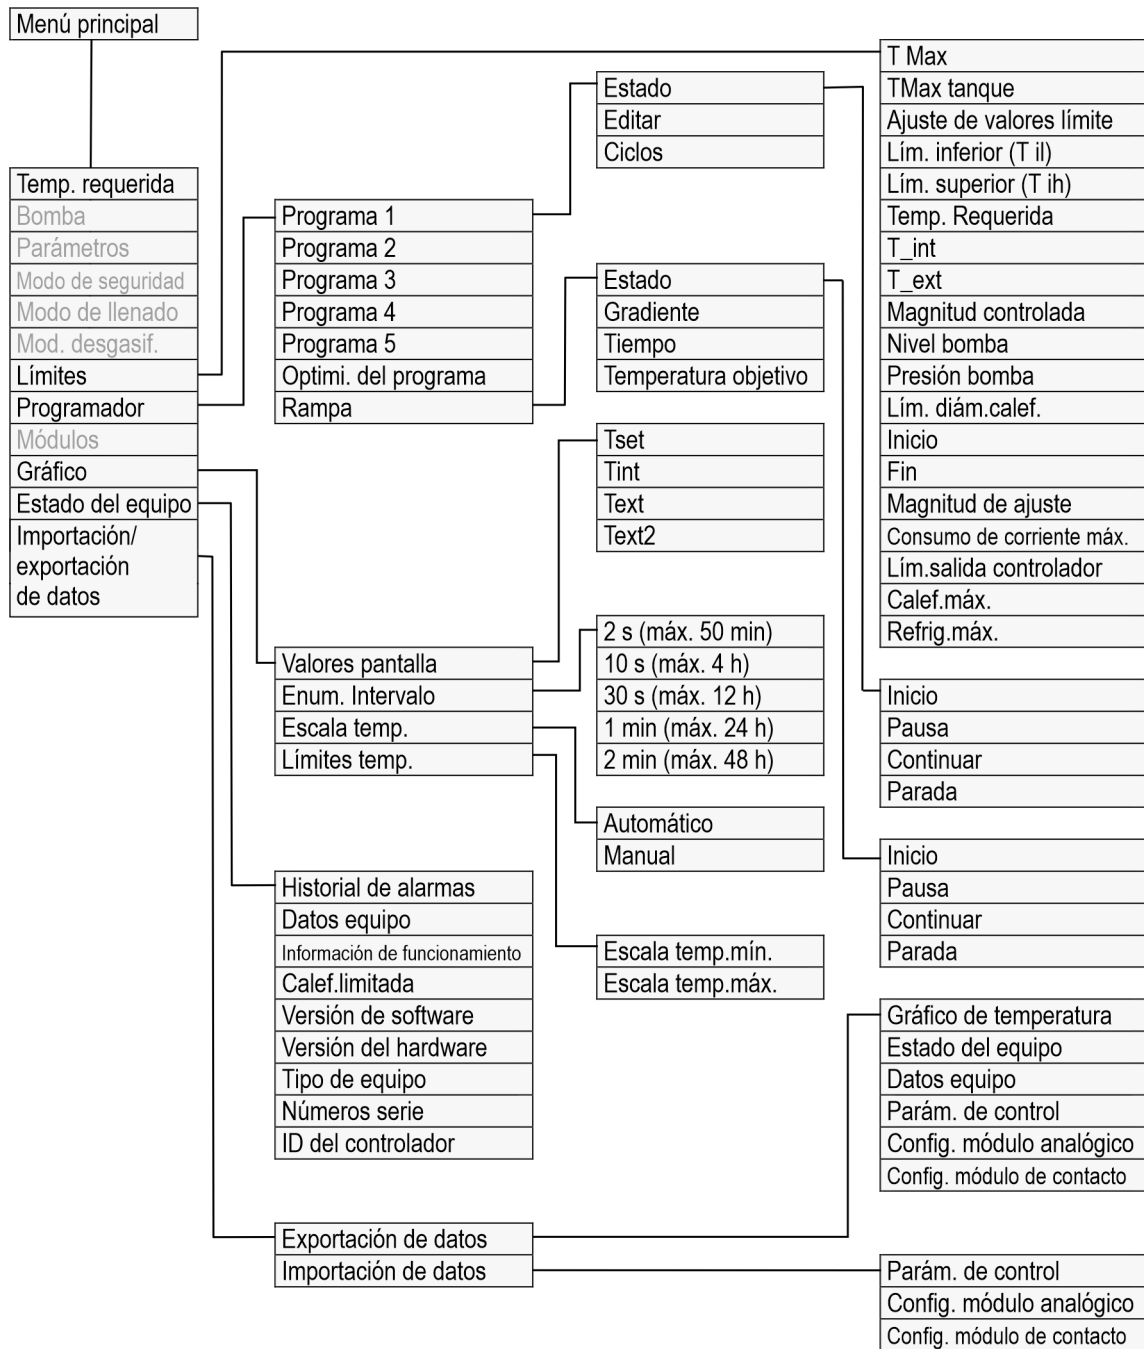 Menú principal
Temp. requerida
Bomba
Parámetros
Modo de seguridad
Modo de llenado
Mod. desgasif.
Límites
Programador
Módulos
Gráfico
Estado del equipo
Importación/
exportación
de datos
Programa 1
Programa 2
Programa 3
Programa 4
Programa 5
Optimi. del programa
Rampa
Valores pantalla
Enum. Intervalo
Escala temp.
Límites temp.
Historial de alarmas
Datos equipo
Información de funcionamiento
Calef.limitada
Versión de software
Versión del hardware
Tipo de equipo
Números serie
ID del controlador
Exportación de datos
Importación de datos
Estado
Editar
Ciclos
Estado
Gradiente
Tiempo
Temperatura objetivo
Tset
Tint
Text
Text2
2 s (máx. 50 min)
10 s (máx. 4 h)
30 s (máx. 12 h)
1 min (máx. 24 h)
2 min (máx. 48 h)
Automático
Manual
Escala temp.mín.
Escala temp.máx.
T Max
TMax tanque
Ajuste de valores límite
Lím. inferior (T il)
Lím. superior (T ih)
Temp. Requerida
T_int
T_ext
Magnitud controlada
Nivel bomba
Presión bomba
Lím. diám.calef.
Inicio
Fin
Magnitud de ajuste
Consumo de corriente máx.
Lím.salida controlador
Calef.máx.
Refrig.máx.
Inicio
Pausa
Continuar
Parada
Inicio
Pausa
Continuar
Parada
Gráfico de temperatura
Estado del equipo
Datos equipo
Parám. de control
Config. módulo analógico
Config. módulo de contacto
Parám. de control
Config. módulo analógico
Config. módulo de contacto